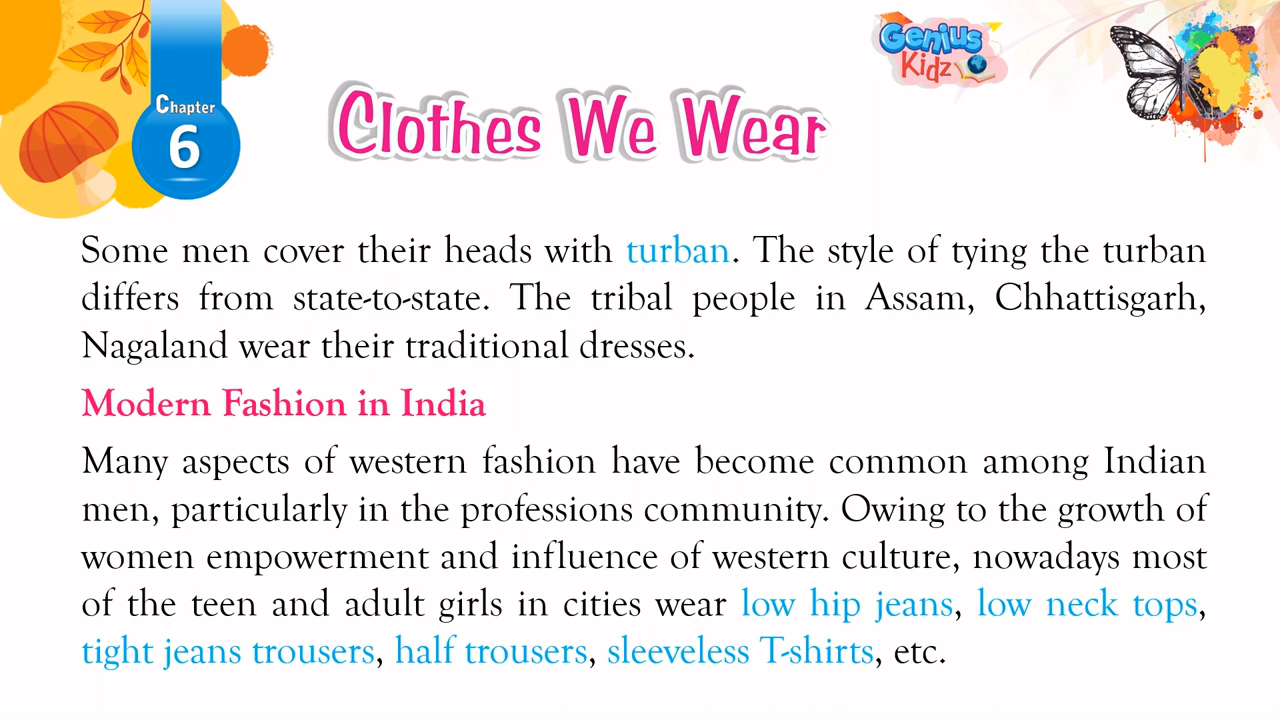 Chapter
6
Clothes We Wear
Genius
Kidz
Some men cover their heads with turban. The style of tying the turban
differs from state-to-state. The tribal people in Assam, Chhattisgarh,
Nagaland wear their traditional dresses.
Modern Fashion in India
Many aspects of western fashion have become common among Indian
men, particularly in the professions community. Owing to the growth of
women empowerment and influence of western culture, nowadays most
of the teen and adult girls in cities wear low hip jeans, low neck tops,
tight jeans trousers, half trousers, sleeveless T-shirts, etc.